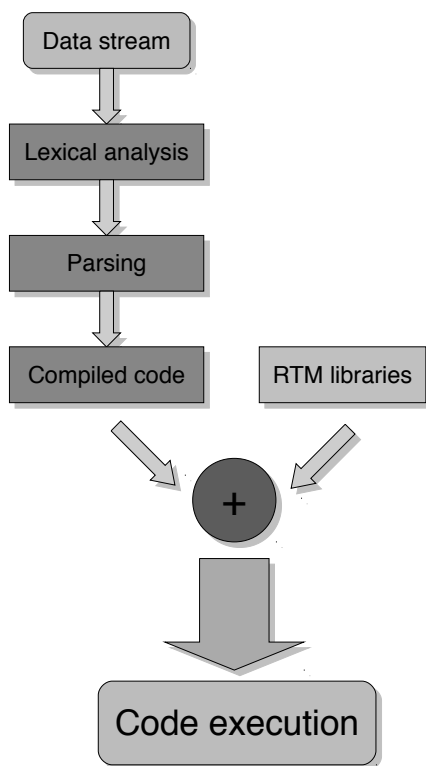 Data stream
Lexical analysis
Parsing
Compiled code
RTM libraries
+
Code execution